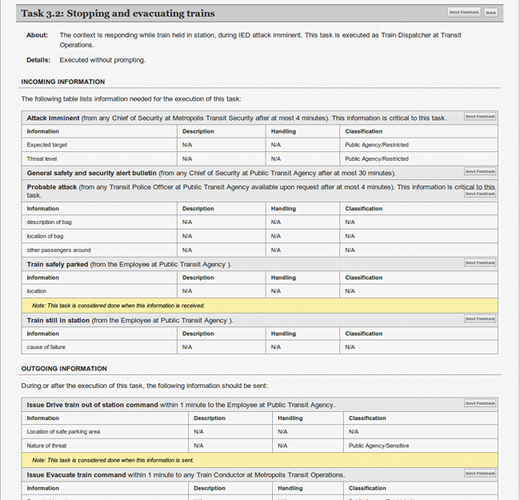 Task 3.2: Stopping and evacuating trains
Send Feedback Back
About: The context is responding while train held in station, during IED attack imminent. This task is executed as Train Dispatcher at Transit
Operations.
Details: Executed without prompting.
INCOMING INFORMATION
The following table lists information needed for the execution of this task:
Attack imminent (from any Chief of Security at Metropolis Transit Security after at most 4 minutes). This information is critical to this task. Send Feedback
Information Description Handling Classification
Expected target N/A N/A Public Agency/Restricted
Threat level N/A N/A Public Agency/Restricted
General safety and security alert bulletin (from any Chief of Security at Public Transit Agency after at most 30 minutes). Send Feedback
Probable attack (from any Transit Police Officer at Public Transit Agency available upon request after at most 4 minutes). This information is critical to this
task. Send Feedback
Information Description Handling Classification
description of bag N/A N/A N/A
location of bag N/A N/A N/A
other passengers around N/A N/A N/A
Train safely parked (from the Employee at Public Transit Agency ). Send Feedback
Information Description Handling Classification
location N/A N/A N/A
Note: This task is considered done when this information is received.
Train still in station (from the Employee at Public Transit Agency ). Send Feedback
Information Description Handling Classification
cause of failure N/A N/A N/A
OUTGOING INFORMATION
During or after the execution of this task, the following information should be sent:
Issue Drive train out of station command within 1 minute to the Employee at Public Transit Agency. Send Feedback
Information Description Handling Classification
Location of safe parking area N/A N/A N/A
Nature of threat N/A N/A Public Agency/Sensitive
Note: This task is considered done when this information is sent.
Issue Evacuate train command within 1 minute to any Train Conductor at Metropolis Transit Operations. Send Feedback
Information Description Handling Classification